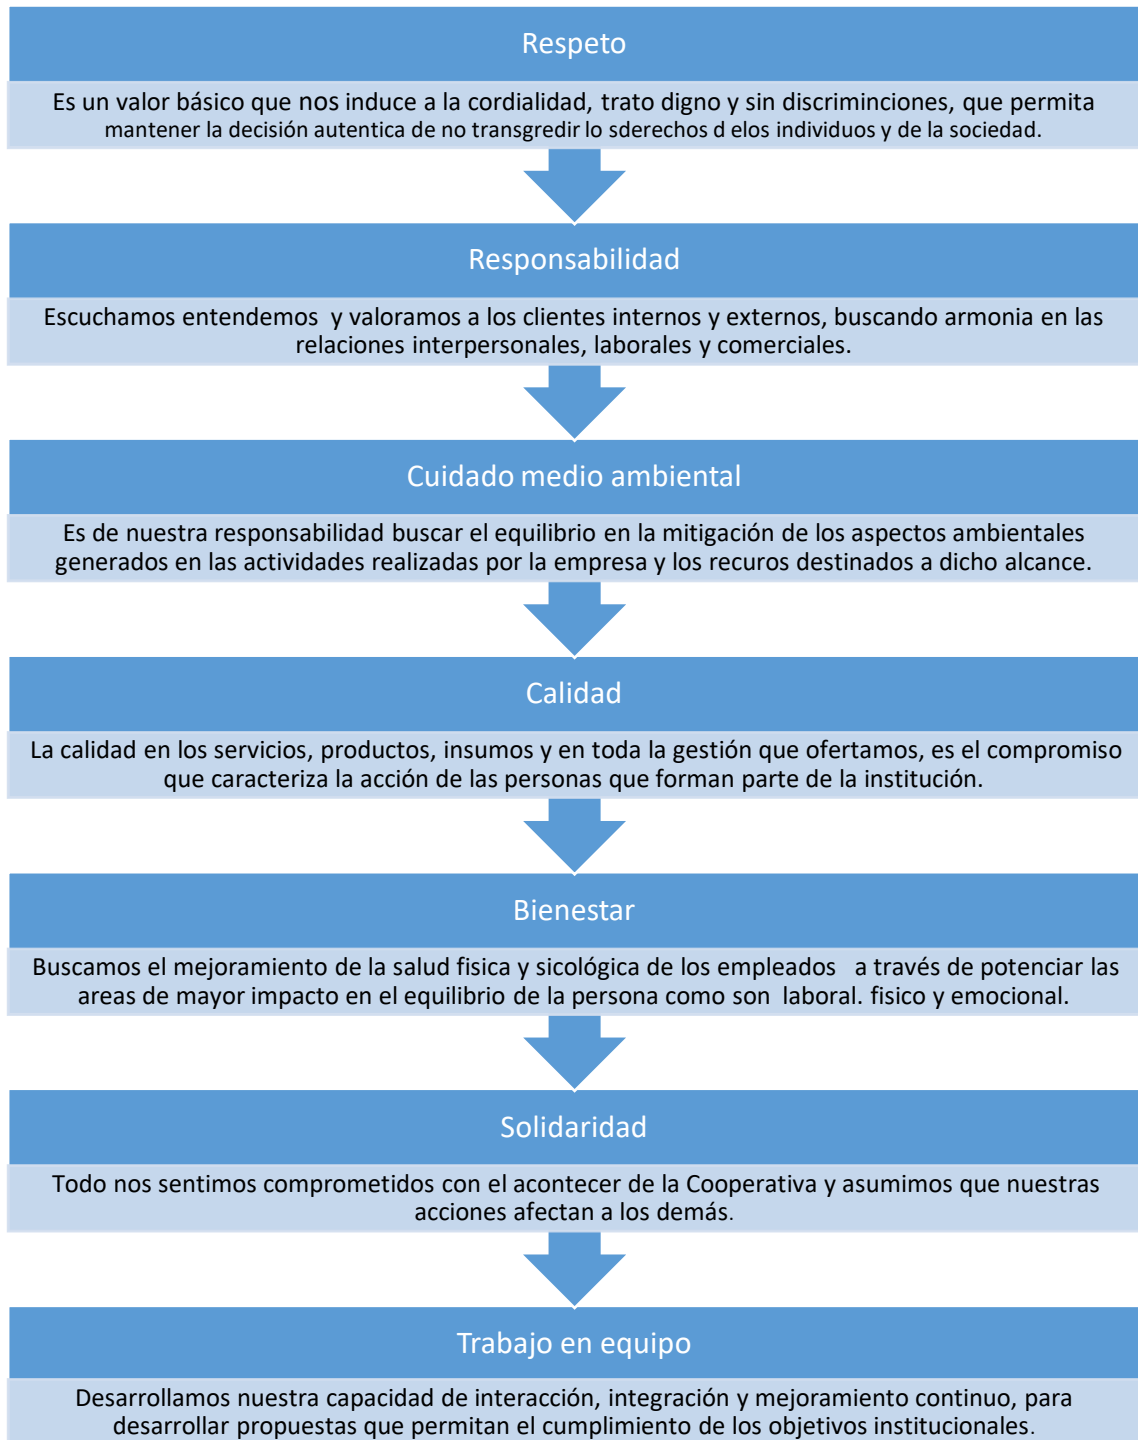 Respeto
Es un valor básico que nos induce a la cordialidad, trato digno y sin discriminciones, que permita
mantener la decisión autentica de no transgredir lo sderechos d elos individuos y de la sociedad.
Responsabilidad
Escuchamos entendemos y valoramos a los clientes internos y externos, buscando armonia en las
relaciones interpersonales, laborales y comerciales.
Cuidado medio ambiental
Es de nuestra responsabilidad buscar el equilibrio en la mitigación de los aspectos ambientales
generados en las actividades realizadas por la empresa y los recuros destinados a dicho alcance.
Calidad
La calidad en los servicios, productos, insumos y en toda la gestión que ofertamos, es el compromiso
que caracteriza la acción de las personas que forman parte de la institución.
Bienestar
Buscamos el mejoramiento de la salud fisica y sicológica de los empleados a través de potenciar las
areas de mayor impacto en el equilibrio de la persona como son laboral. fisico y emocional.
Solidaridad
Todo nos sentimos comprometidos con el acontecer de la Cooperativa y asumimos que nuestras
acciones afectan a los demás.
Trabajo en equipo
Desarrollamos nuestra capacidad de interacción, integración y mejoramiento continuo, para
desarrollar propuestas que permitan el cumplimiento de los objetivos institucionales.